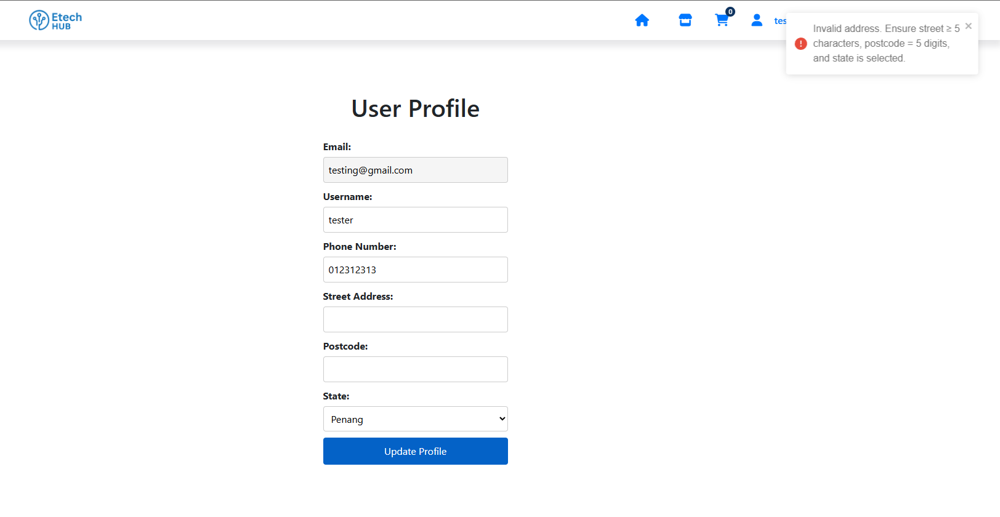 Etech
HUB
0
tes
Invalid address. Ensure street ≥ 5
characters, postcode = 5 digits,
and state is selected.
User Profile
Email:
testing@gmail.com
Username:
tester
Phone Number:
012312313
Street Address:
Postcode:
State:
Penang
Update Profile